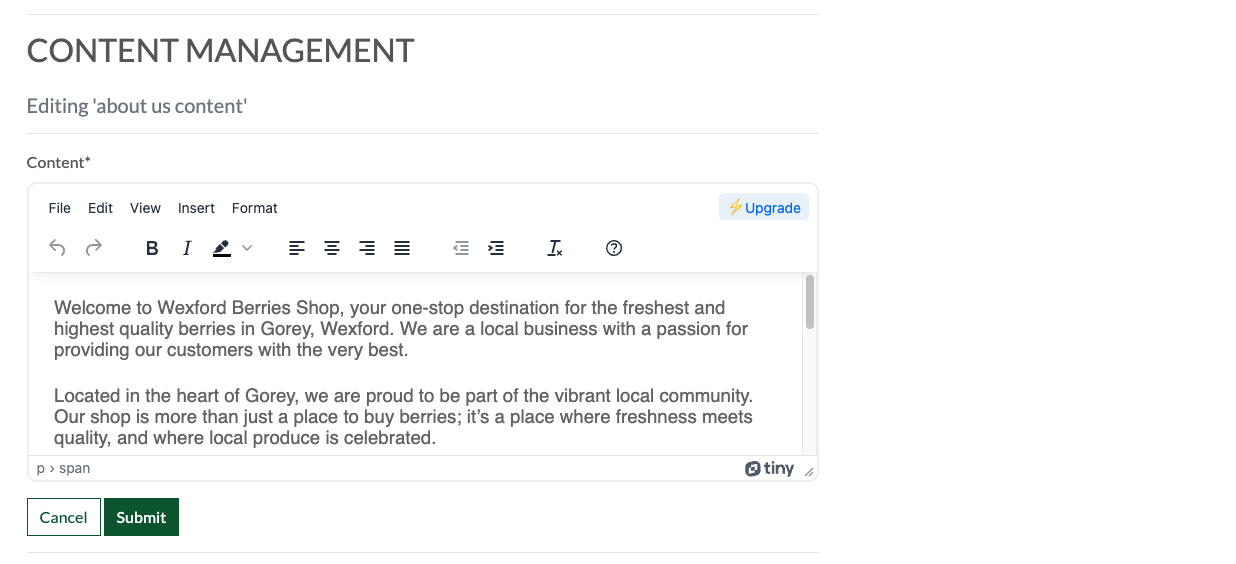 CONTENT MANAGEMENT
Editing 'about us content'
Content*
File Edit View Insert Format ⚡Upgrade
B I
Welcome to Wexford Berries Shop, your one-stop destination for the freshest and
highest quality berries in Gorey, Wexford. We are a local business with a passion for
providing our customers with the very best.
Located in the heart of Gorey, we are proud to be part of the vibrant local community.
Our shop is more than just a place to buy berries; it’s a place where freshness meets
quality, and where local produce is celebrated.
p › span tiny
Cancel Submit